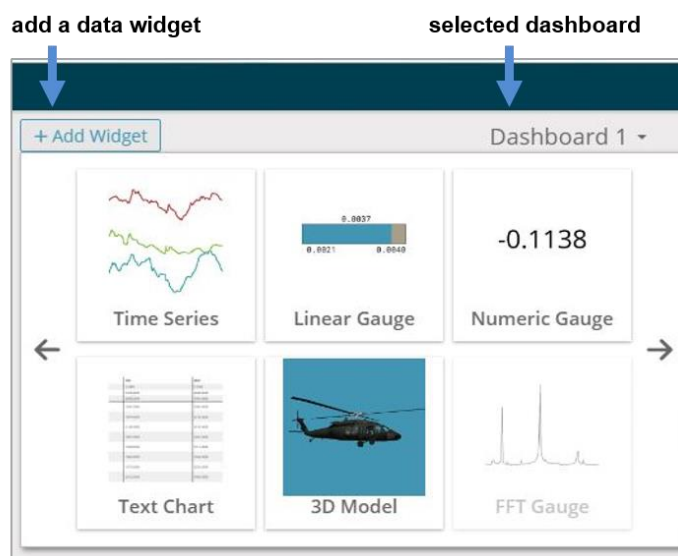 add a data widget selected dashboard
+ Add Widget Dashboard 1
0.0037
0.0021 0.0040
-0.1138
Time Series Linear Gauge Numeric Gauge
Text Chart 3D Model FFT Gauge